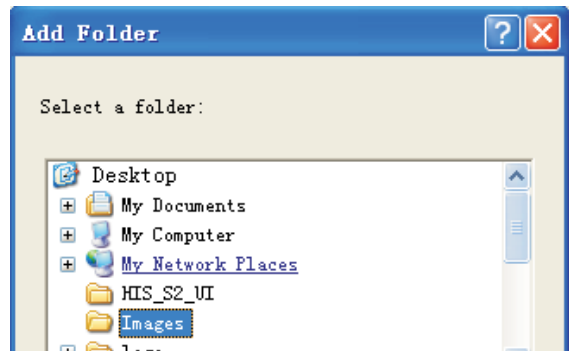 Add Folder
Select a folder:
Desktop
My Documents
My Computer
My Network Places
HIS_S2_UI
Images